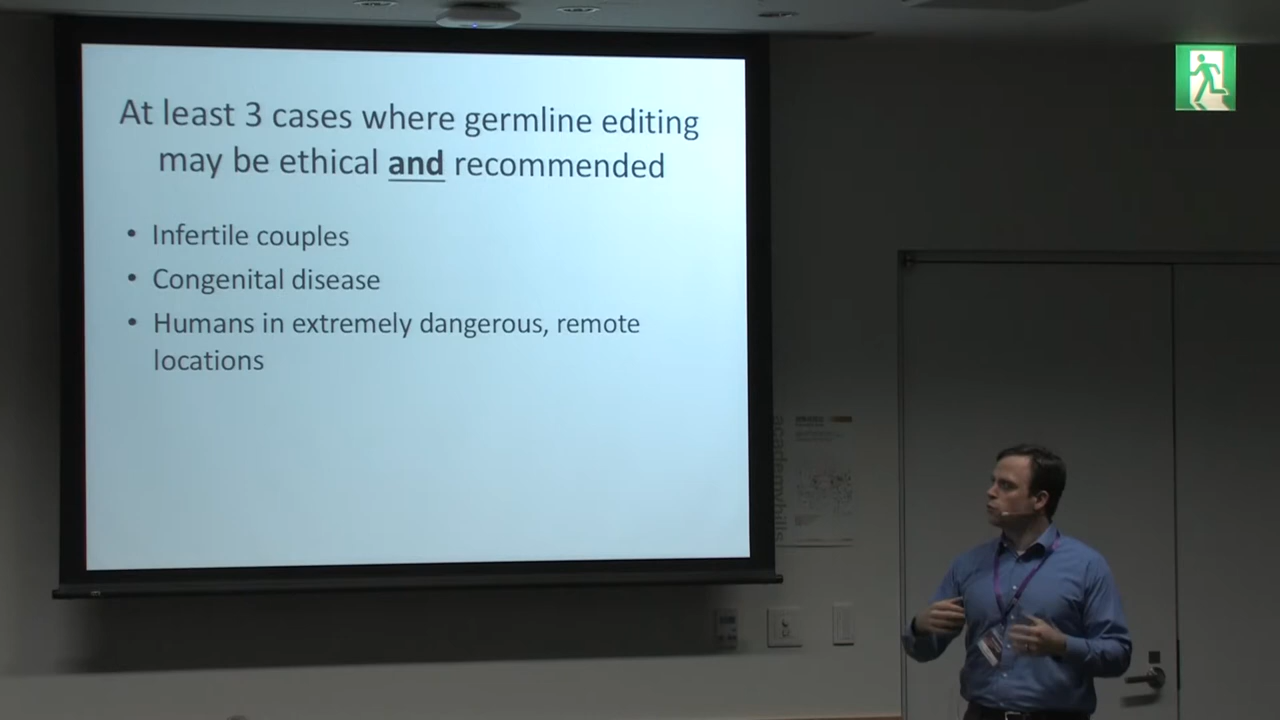 At least 3 cases where germline editing
may be ethical and recommended
• Infertile couples
• Congenital disease
• Humans in extremely dangerous, remote
locations
academyhills